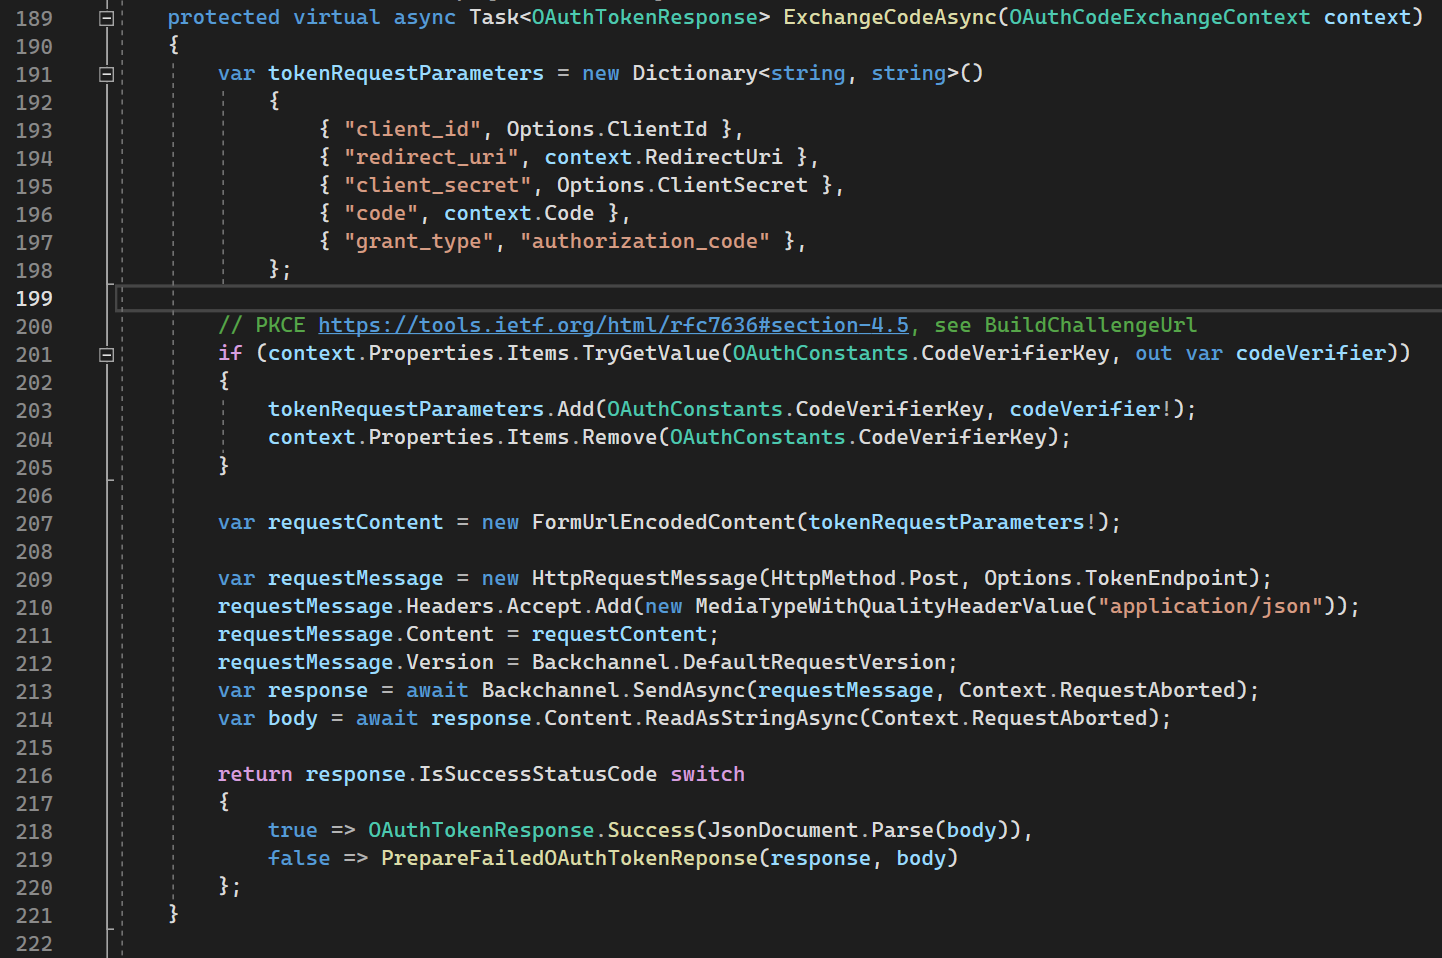 189 protected virtual async Task<OAuthTokenResponse> ExchangeCodeAsync(OAuthCodeExchangeContext context)
190 {
191 var tokenRequestParameters = new Dictionary<string, string>()
192 {
193 { "client_id", Options.ClientId },
194 { "redirect_uri", context.RedirectUri },
195 { "client_secret", Options.ClientSecret },
196 { "code", context.Code },
197 { "grant_type", "authorization_code" },
198 };
199
200 // PKCE https://tools.ietf.org/html/rfc7636#section-4.5, see BuildChallengeUrl
201 if (context.Properties.Items.TryGetValue(OAuthConstants.CodeVerifierKey, out var codeVerifier))
202 {
203 tokenRequestParameters.Add(OAuthConstants.CodeVerifierKey, codeVerifier!);
204 context.Properties.Items.Remove(OAuthConstants.CodeVerifierKey);
205 }
206
207 var requestContent = new FormUrlEncodedContent(tokenRequestParameters!);
208
209 var requestMessage = new HttpRequestMessage(HttpMethod.Post, Options.TokenEndpoint);
210 requestMessage.Headers.Accept.Add(new MediaTypeWithQualityHeaderValue("application/json"));
211 requestMessage.Content = requestContent;
212 requestMessage.Version = Backchannel.DefaultRequestVersion;
213 var response = await Backchannel.SendAsync(requestMessage, Context.RequestAborted);
214 var body = await response.Content.ReadAsStringAsync(Context.RequestAborted);
215
216 return response.IsSuccessStatusCode switch
217 {
218 true => OAuthTokenResponse.Success(JsonDocument.Parse(body)),
219 false => PrepareFailedOAuthTokenReponse(response, body)
220 };
221 }
222